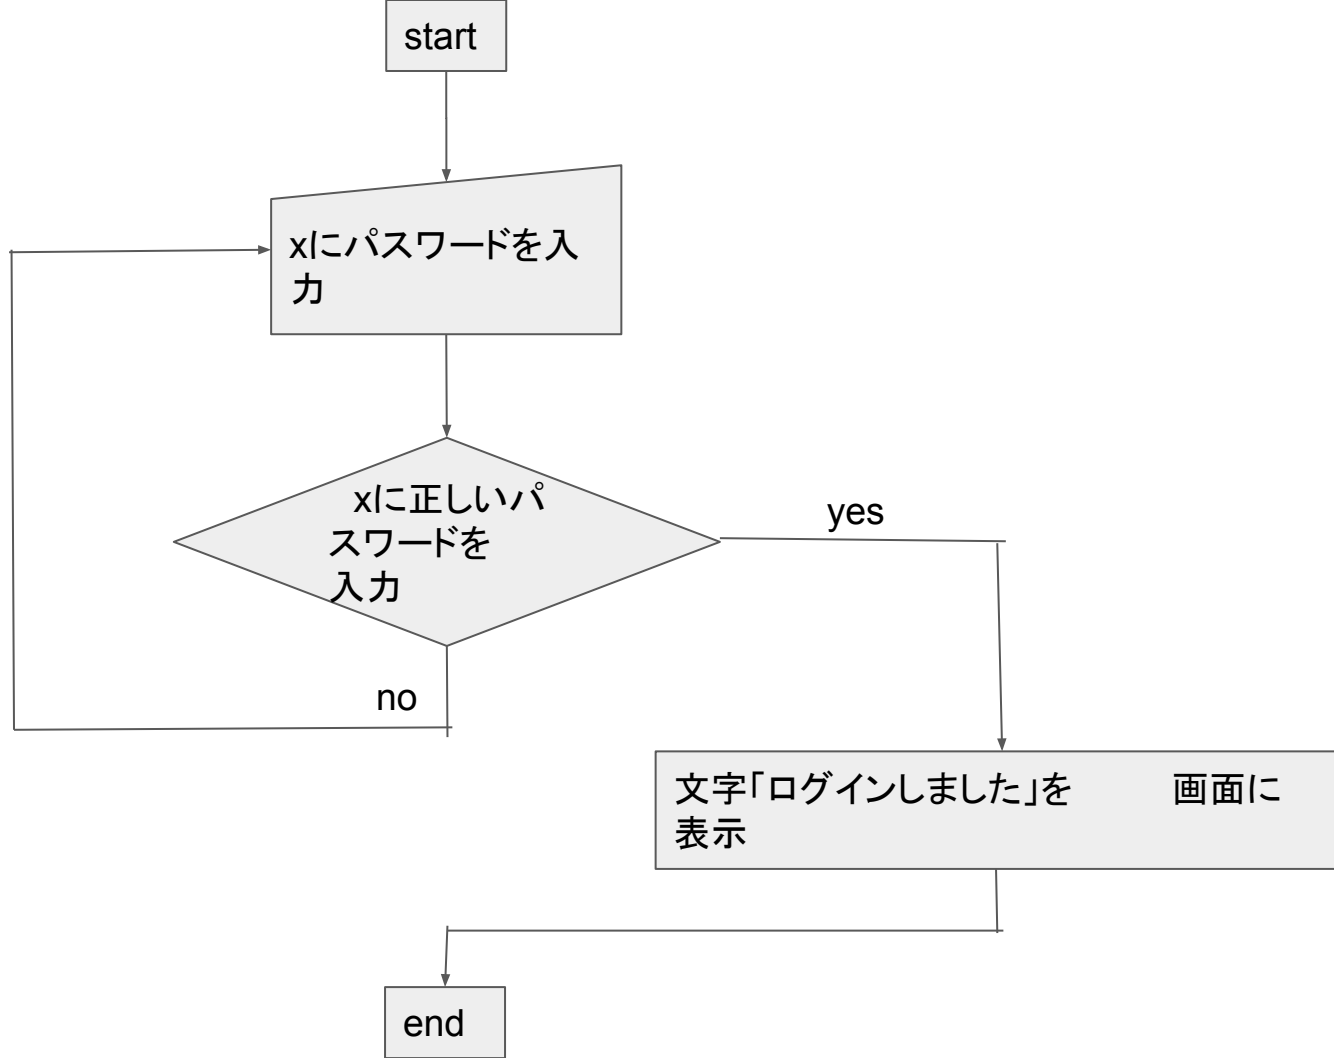 start
xにパスワードを入
力
xに正しいパ
スワードを
入力
yes
no
文字「ログインしました」を　　画面に
表示
end